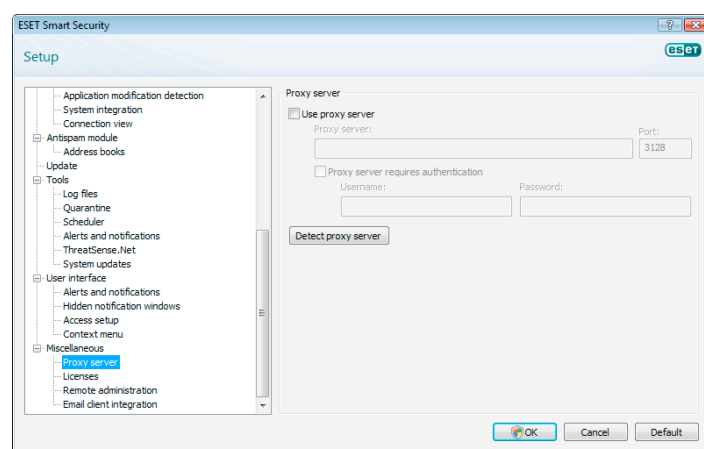 ESET Smart Security
Setup
eset
Application modification detection
System integration
Connection view
Antispam module
Address books
Update
Tools
Log files
Quarantine
Scheduler
Alerts and notifications
ThreatSense.Net
System updates
User interface
Alerts and notifications
Hidden notification windows
Access setup
Context menu
Miscellaneous
Proxy server
Licenses
Remote administration
Email client integration
Proxy server
Use proxy server
Proxy server:
Port:
3128
Proxy server requires authentication
Username:
Password:
Detect proxy server
OK
Cancel
Default